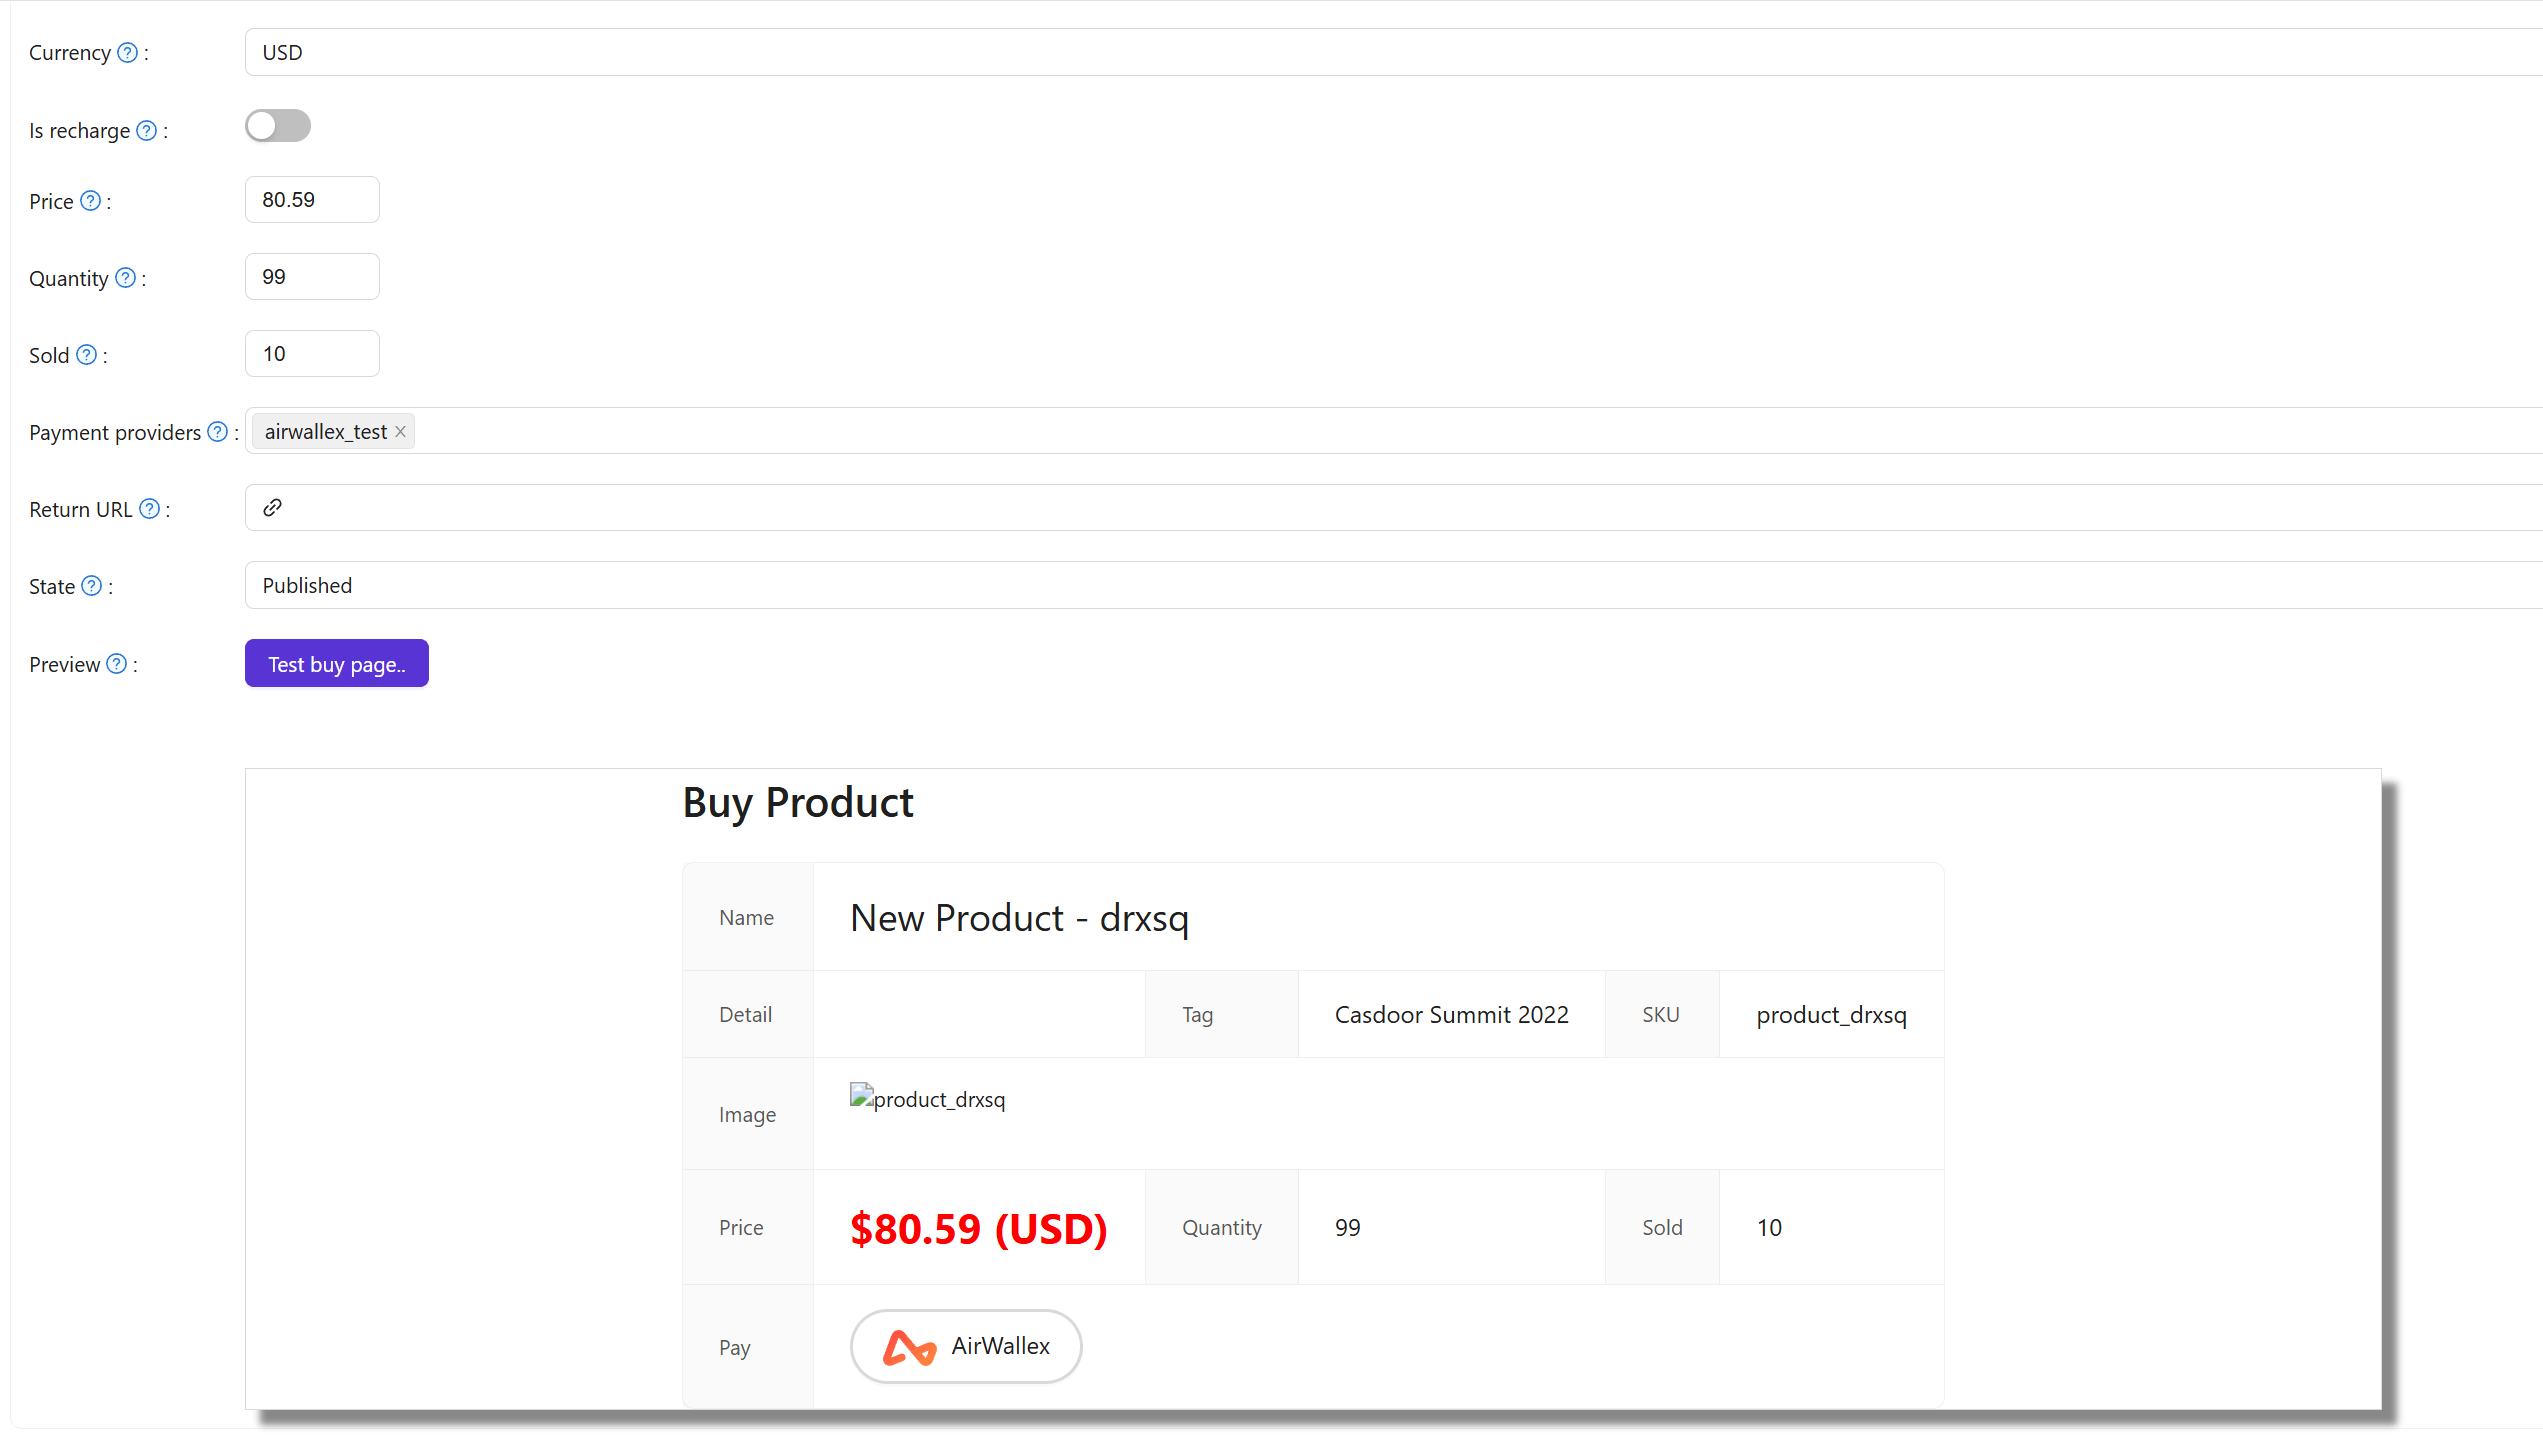 Currency ? :
USD
Is recharge ? :
Price ? :
80.59
Quantity ? :
99
Sold ? :
10
Payment providers ? :
airwallex_test ×
Return URL ? :
State ? :
Published
Preview ? :
Test buy page..
Buy Product
Name
New Product - drxsq
Detail
Tag
Casdoor Summit 2022
SKU
product_drxsq
Image
product_drxsq
Price
$80.59 (USD)
Quantity
99
Sold
10
Pay
AirWallex